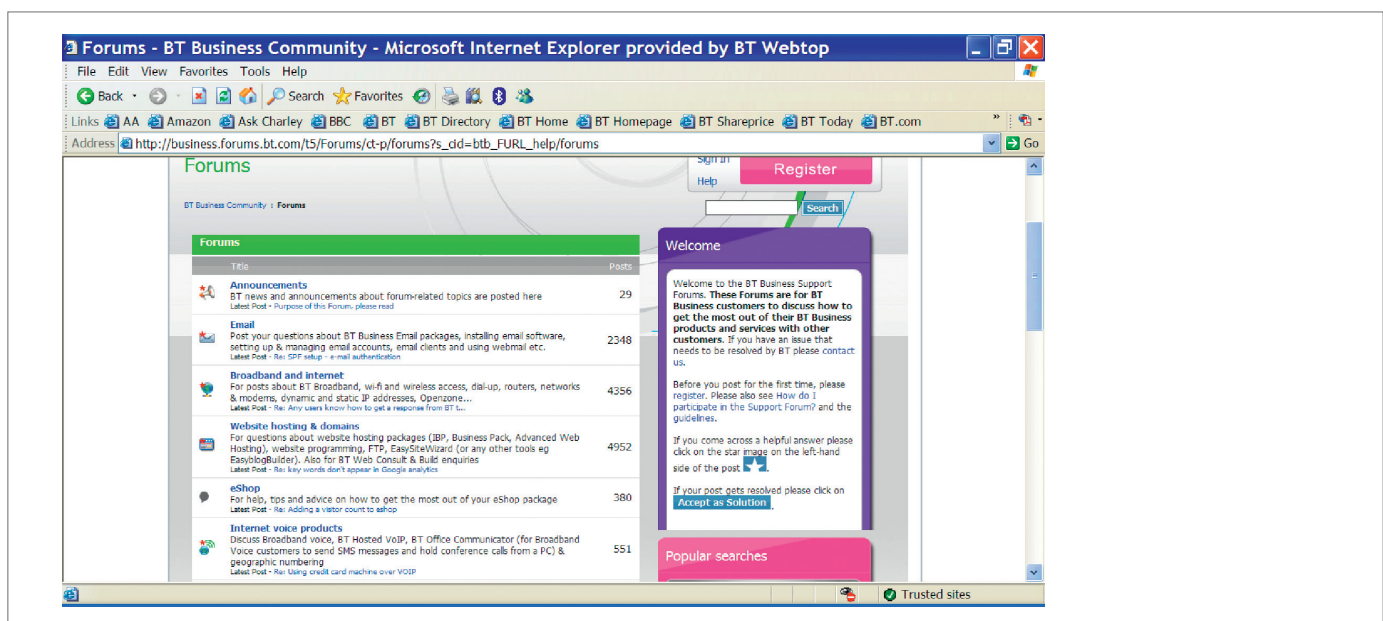 Forums - BT Business Community - Microsoft Internet Explorer provided by BT Webtop
File Edit View Favorites Tools Help
Back Search Favorites
Links AA Amazon Ask Charley BBC BT BT Directory BT Home BT Homepage BT Shareprice BT Today BT.com »
Address http://business.forums.bt.com/t5/Forums/ct-p/forums?s_cid=btb_FURL_help/forums Go
Forums
Sign In
Help
Register
BT Business Community : Forums
Search
Forums
Title Posts
Announcements
BT news and announcements about forum-related topics are posted here
29
Latest Post - Purpose of this Forum, please read
Email
Post your questions about BT Business Email packages, installing email software,
setting up & managing email accounts, email clients and using webmail etc.
2348
Latest Post - Re: SPF setup - e-mail authentication
Broadband and internet
For posts about BT Broadband, wi-fi and wireless access, dial-up, routers, networks
& modems, dynamic and static IP addresses, Openzone...
4356
Latest Post - Re: Any users know how to get a response from BT t...
Website hosting & domains
For questions about website hosting packages (IBP, Business Pack, Advanced Web
Hosting), website programming, FTP, EasySiteWizard (or any other tools eg
EasyblogBuilder). Also for BT Web Consult & Build enquiries
4952
Latest Post - Re: key words don't appear in Google analytics
eShop
For help, tips and advice on how to get the most out of your eShop package
380
Latest Post - Re: Adding a vistor count to eshop
Internet voice products
Discuss Broadband voice, BT Hosted VoIP, BT Office Communicator (for Broadband
Voice customers to send SMS messages and hold conference calls from a PC) &
geographic numbering
551
Latest Post - Re: Using credit card machine over VOIP
Welcome
Welcome to the BT Business Support
Forums. These Forums are for BT
Business customers to discuss how to
get the most out of their BT Business
products and services with other
customers. If you have an issue that
needs to be resolved by BT please contact
us.
Before you post for the first time, please
register. Please also see How do I
participate in the Support Forum? and the
guidelines.
If you come across a helpful answer please
click on the star image on the left-hand
side of the post .
If your post gets resolved please click on
Accept as Solution .
Popular searches
Trusted sites